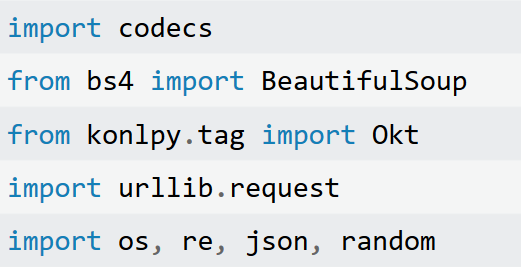 import codecs
from bs4 import BeautifulSoup
from konlpy.tag import Okt
import urllib.request
import os, re, json, random